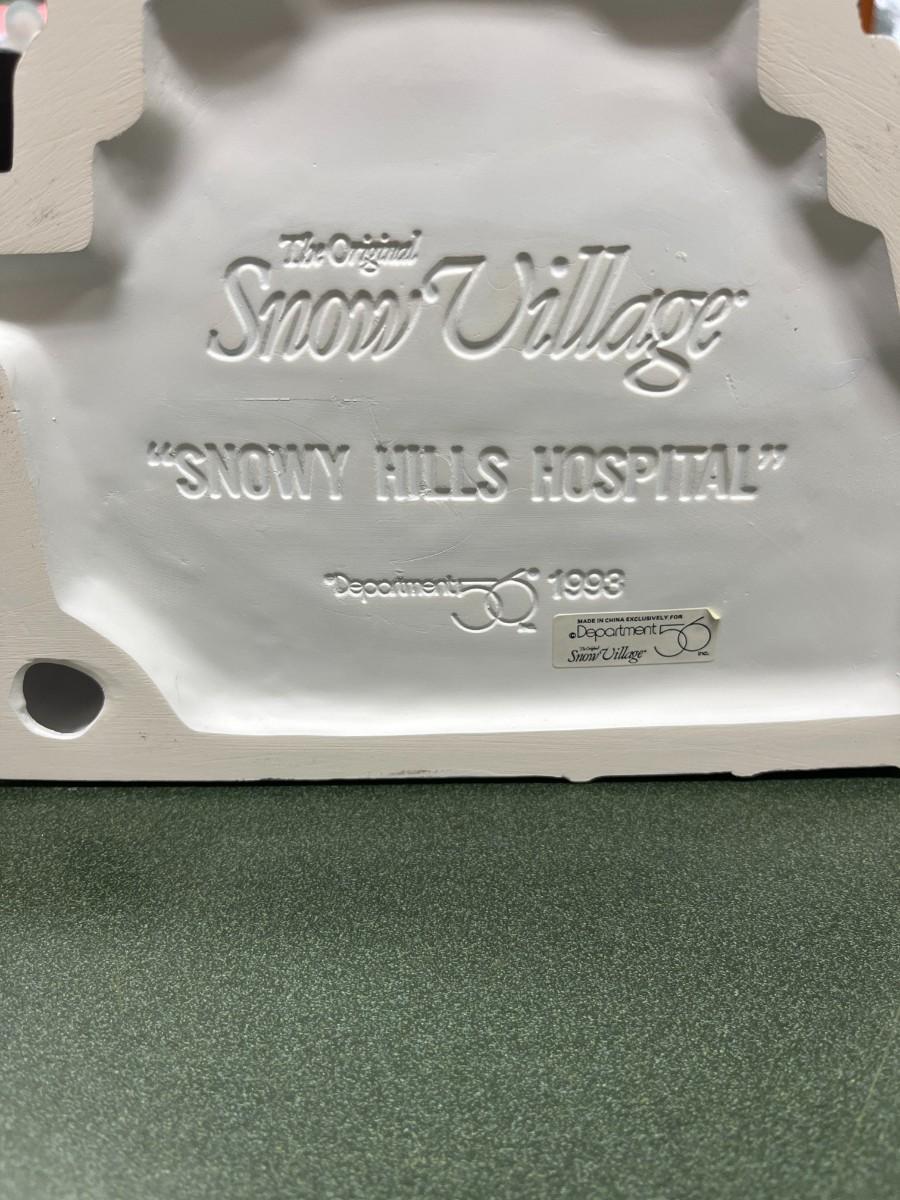 The Original
Snow Village®
“SNOWY HILLS HOSPITAL”
Department 56® 1993
MADE IN CHINA EXCLUSIVELY FOR
©Department 56
INC.
The Original
Snow Village®